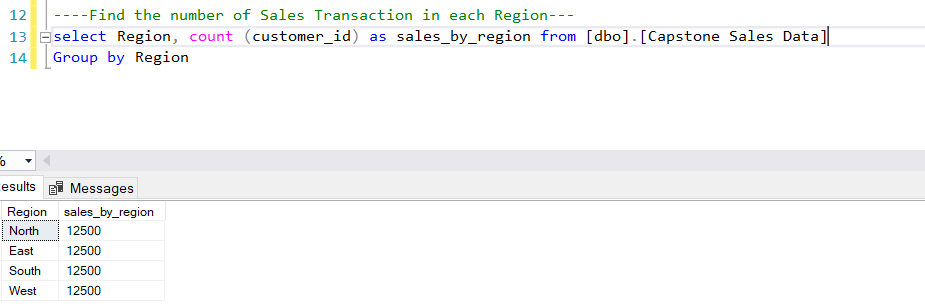 12 ----Find the number of Sales Transaction in each Region---
13 select Region, count (customer_id) as sales_by_region from [dbo].[Capstone Sales Data]
14 Group by Region
%
esults Messages
Region sales_by_region
North 12500
East 12500
South 12500
West 12500